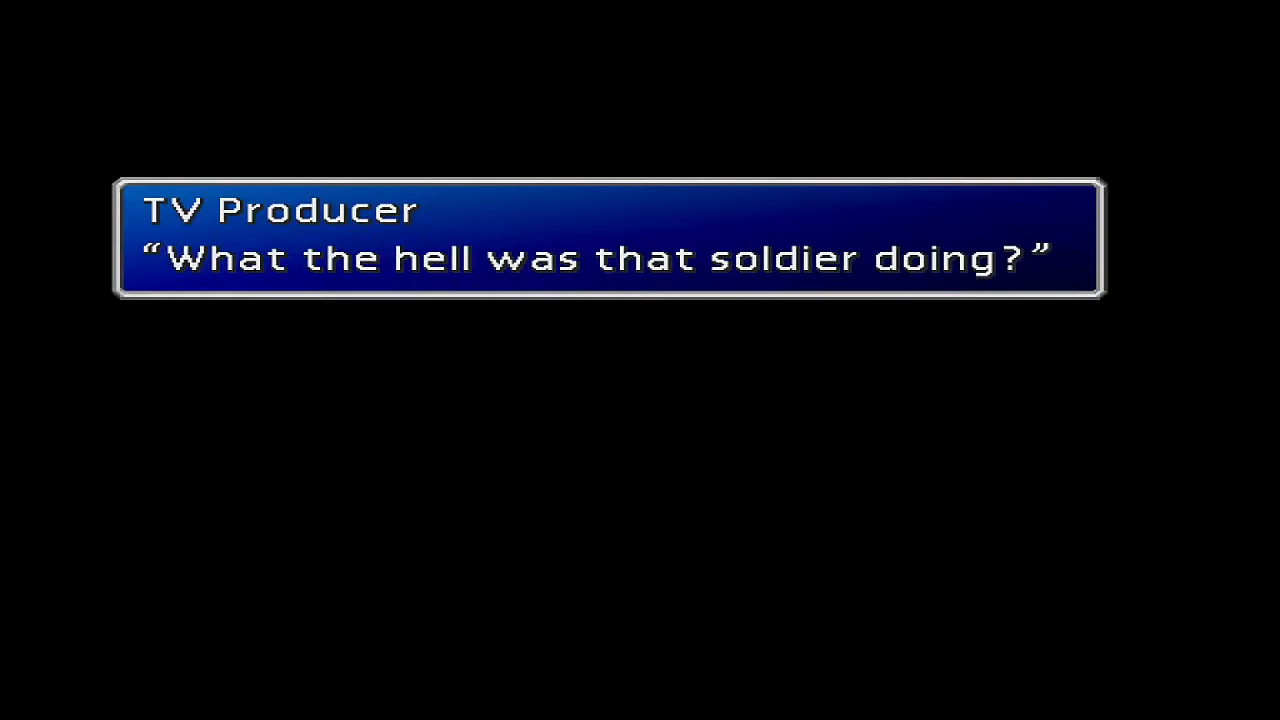 TV Producer
“What the hell was that soldier doing?”